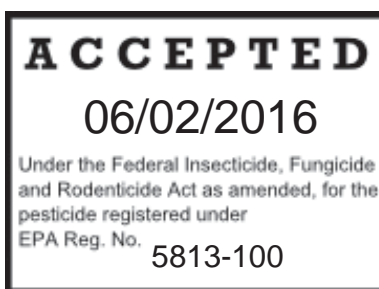 ACCEPTED
06/02/2016
Under the Federal Insecticide, Fungicide
and Rodenticide Act as amended, for the
pesticide registered under
EPA Reg. No. 5813-100